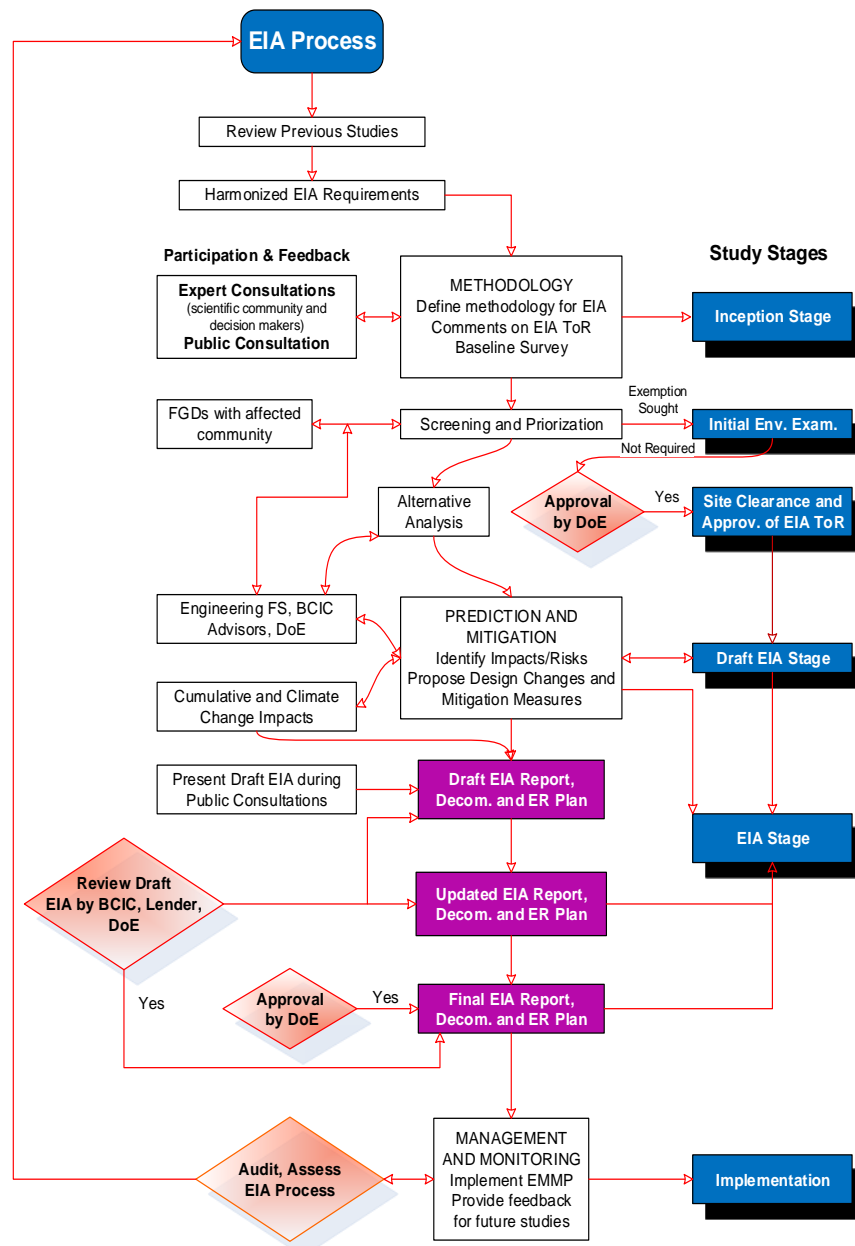 EIA Process
Review Previous Studies
Harmonized EIA Requirements
Participation & Feedback
Study Stages
Expert Consultations
(scientific community and
decision makers)
Public Consultation
METHODOLOGY
Define methodology for EIA
Comments on EIA ToR
Baseline Survey
Inception Stage
FGDs with affected
community
Screening and Priorization
Exemption
Sought
Initial Env. Exam.
Not Required
Alternative
Analysis
Approval
by DoE
Yes
Site Clearance and
Approv. of EIA ToR
Engineering FS, BCIC
Advisors, DoE
PREDICTION AND
MITIGATION
Identify Impacts/Risks
Propose Design Changes and
Mitigation Measures
Draft EIA Stage
Cumulative and Climate
Change Impacts
Present Draft EIA during
Public Consultations
Draft EIA Report,
Decom. and ER Plan
EIA Stage
Review Draft
EIA by BCIC, Lender,
DoE
Updated EIA Report,
Decom. and ER Plan
Yes
Approval
by DoE
Yes
Final EIA Report,
Decom. and ER Plan
Audit, Assess
EIA Process
MANAGEMENT
AND MONITORING
Implement EMMP
Provide feedback
for future studies
Implementation